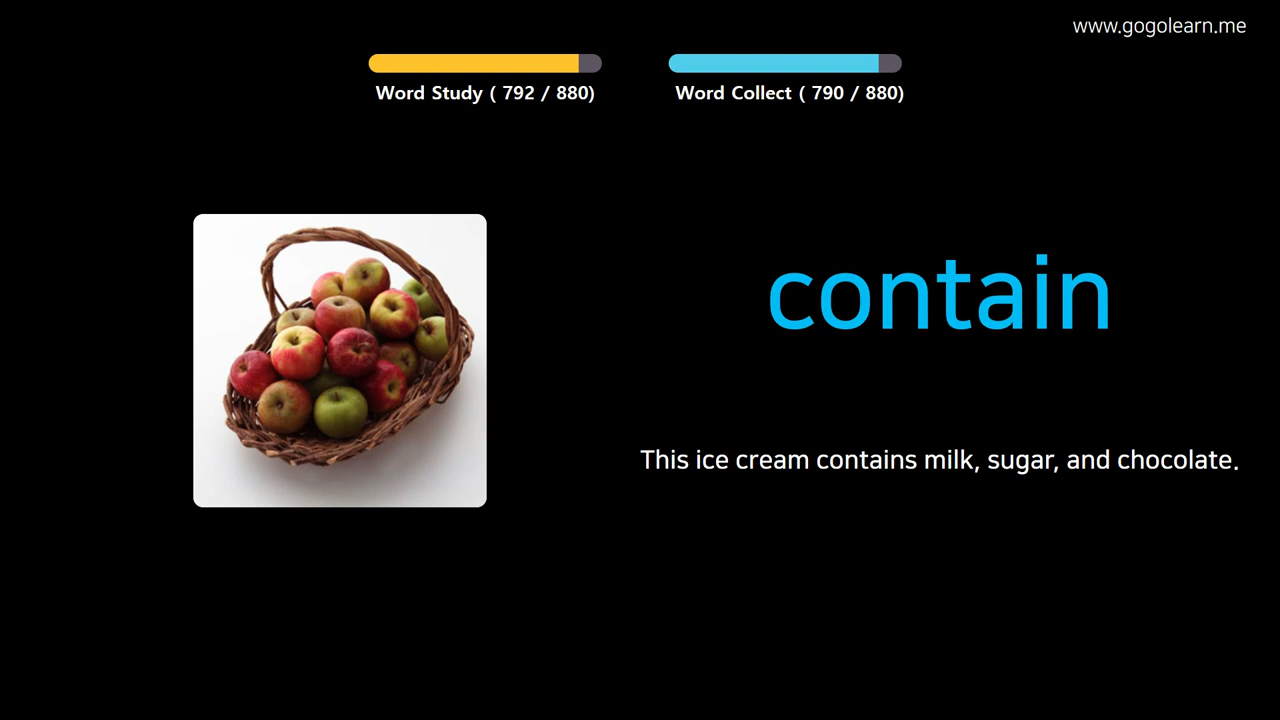 www.gogolearn.me
Word Study ( 792 / 880)
Word Collect ( 790 / 880)
contain
This ice cream contains milk, sugar, and chocolate.